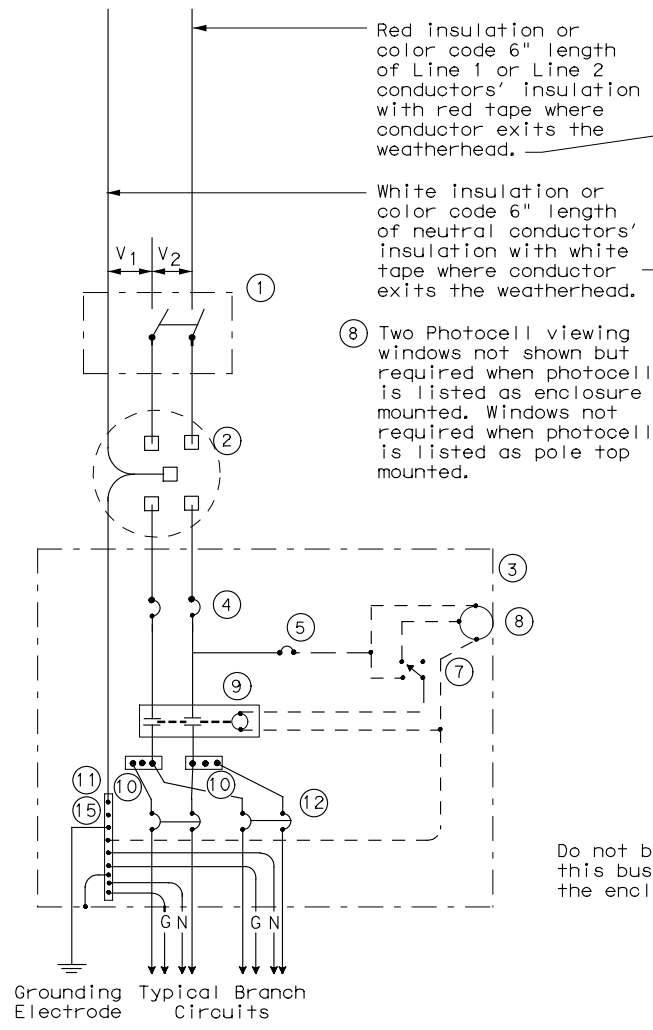 Red insulation or
color code 6" length
of Line 1 or Line 2
conductors' insulation
with red tape where
conductor exits the
weatherhead.
White insulation or
color code 6" length
of neutral conductors'
insulation with white
tape where conductor
exits the weatherhead.
V1 V2
1
8 Two Photocell viewing
windows not shown but
required when photocell
is listed as enclosure
mounted. Windows not
required when photocell
is listed as pole top
mounted.
2
3
4
5
8
7
9
11 10 10
15 12
Do not b
this bus
the encl
G N G N
Grounding Typical Branch
Electrode Circuits